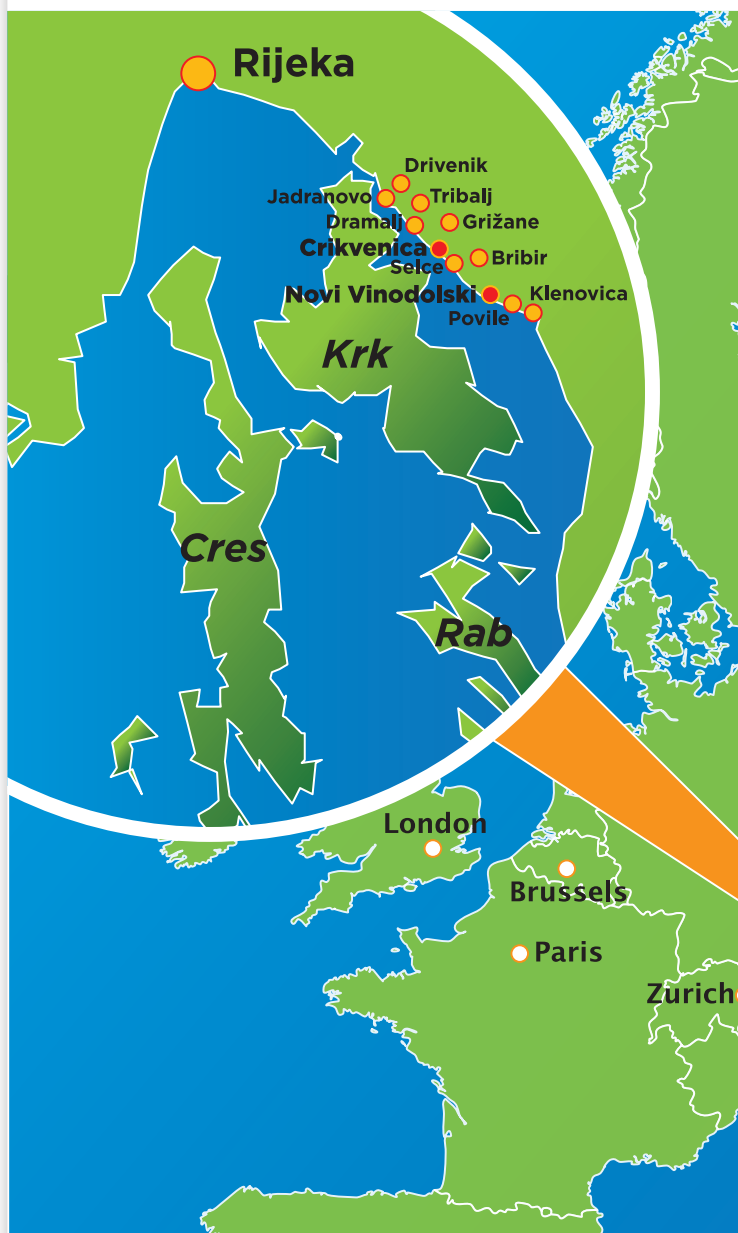 Rijeka
Drivenik
Jadranovo
Tribalj
Dramalj
Grižane
Crikvenica
Bribir
Selce
Novi Vinodolski
Klenovica
Povile
Krk
Cres
Rab
London
Brussels
Paris
Zurich